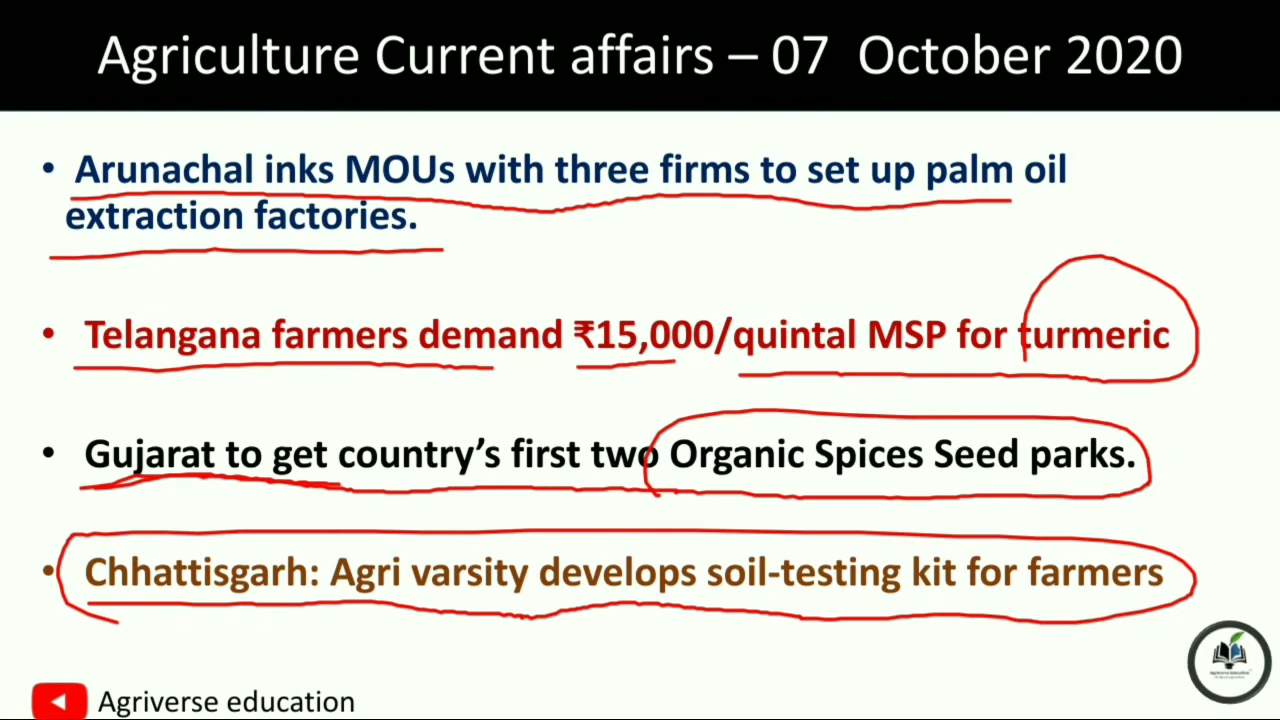 Agriculture Current affairs – 07 October 2020
• Arunachal inks MOUs with three firms to set up palm oil
extraction factories.
• Telangana farmers demand ₹15,000/quintal MSP for turmeric
• Gujarat to get country's first two Organic Spices Seed parks.
• Chhattisgarh: Agri varsity develops soil-testing kit for farmers
Agriverse education